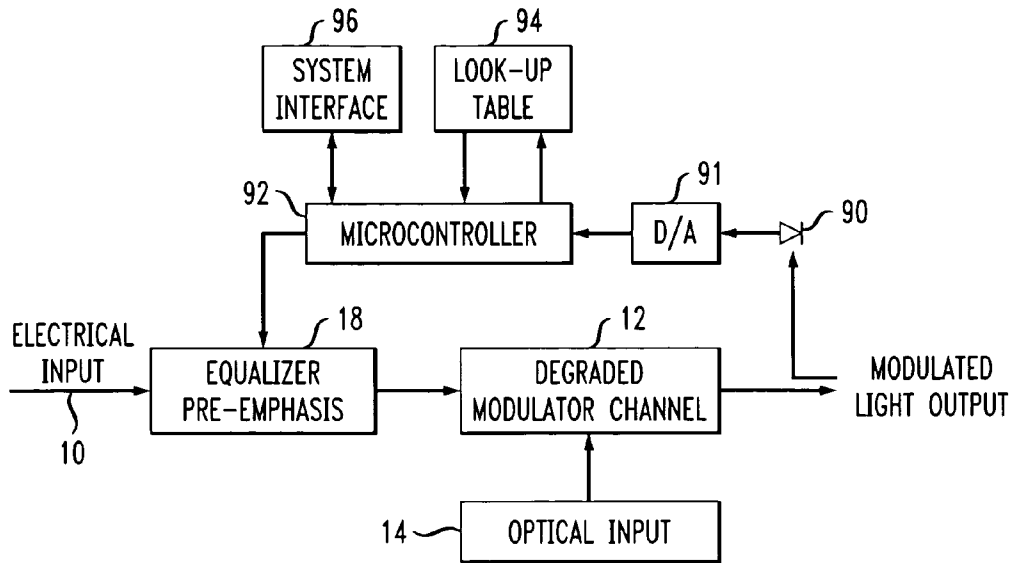 96
94
SYSTEM
INTERFACE
LOOK-UP
TABLE
92
91
90
MICROCONTROLLER
D/A
ELECTRICAL
INPUT
10
18
12
EQUALIZER
PRE-EMPHASIS
DEGRADED
MODULATOR CHANNEL
MODULATED
LIGHT OUTPUT
14
OPTICAL INPUT